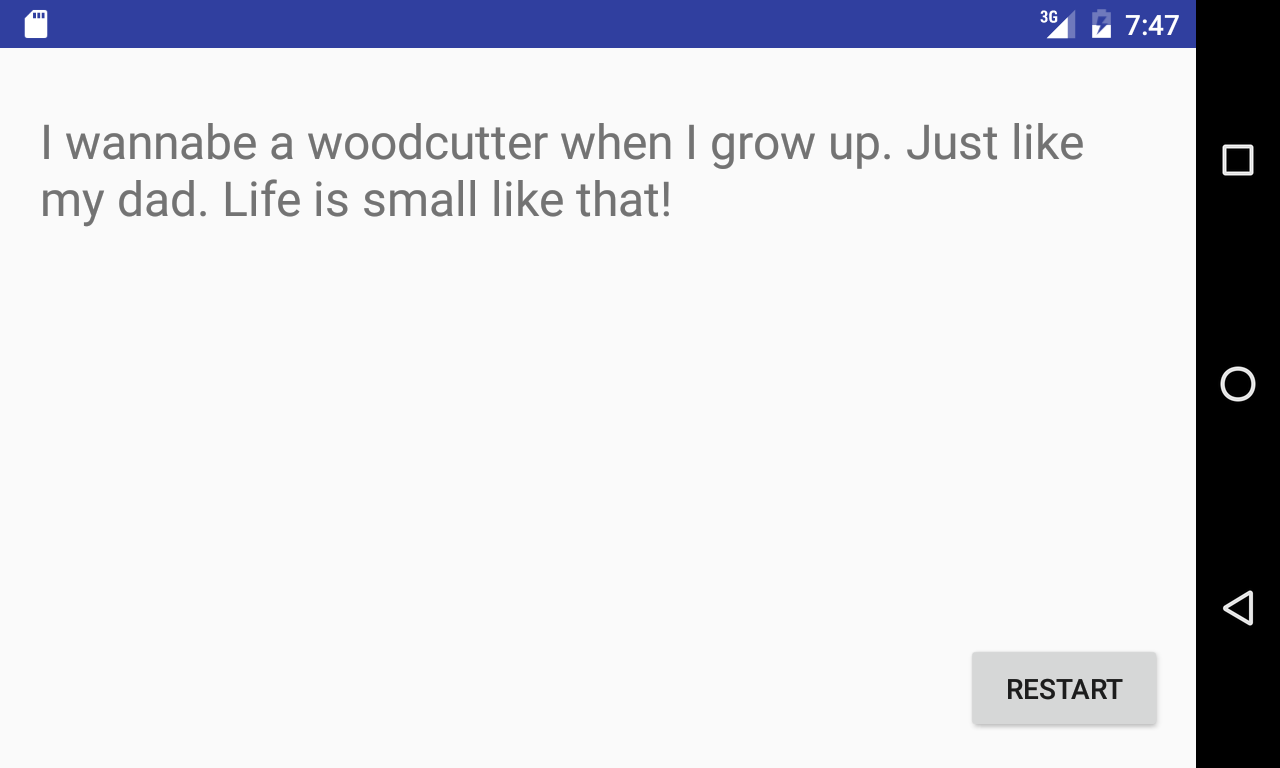 3G 7:47
I wannabe a woodcutter when I grow up. Just like
my dad. Life is small like that!
RESTART